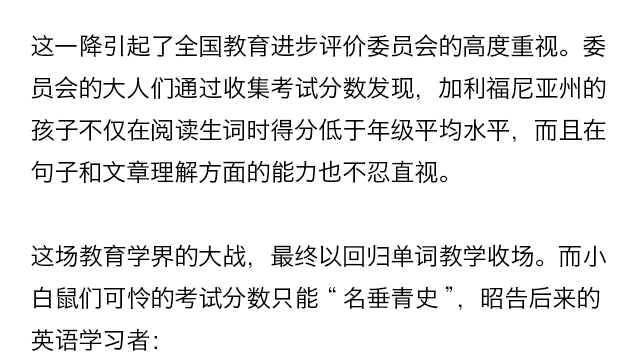 这一降引起了全国教育进步评价委员会的高度重视。委
员会的大人们通过收集考试分数发现，加利福尼亚州的
孩子不仅在阅读生词时得分低于年级平均水平，而且在
句子和文章理解方面的能力也不忍直视。
这场教育学界的大战，最终以回归单词教学收场。而小
白鼠们可怜的考试分数只能“名垂青史”，昭告后来的
英语学习者：